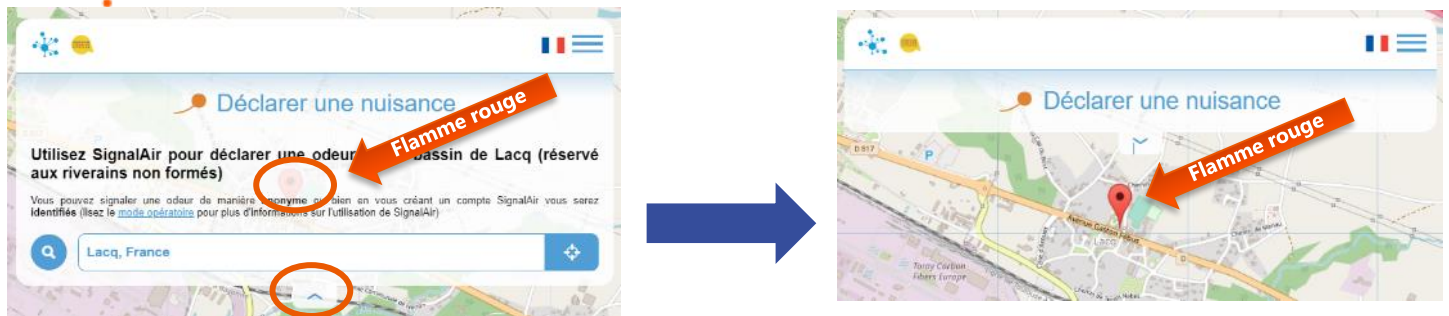 Déclarer une nuisance
Flamme rouge
Utilisez SignalAir pour déclarer une odeur bassin de Lacq (réservé
aux riverains non formés)
Vous pouvez signaler une odeur de manière anonyme ou bien en vous créant un compte SignalAir vous serez
identifiés (lisez le mode opératoire pour plus d'informations sur l'utilisation de SignalAir)
Lacq, France
Déclarer une nuisance
Flamme rouge
D 817
P
Avenue Gaston Fébus
Lacq
D
Toray Carbon
Fibers Europe